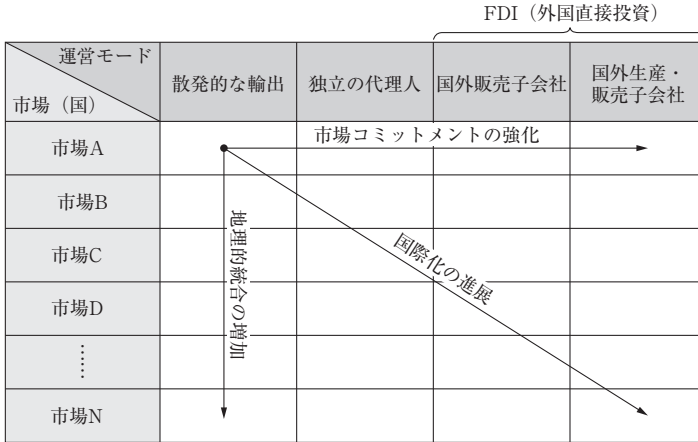 FDI（外国直接投資）
運営モード
市場（国）
散発的な輸出
独立の代理人
国外販売子会社
国外生産・
販売子会社
市場A
市場コミットメントの強化
市場B
地理的統合の増加
市場C
国際化の進展
市場D
……
市場N